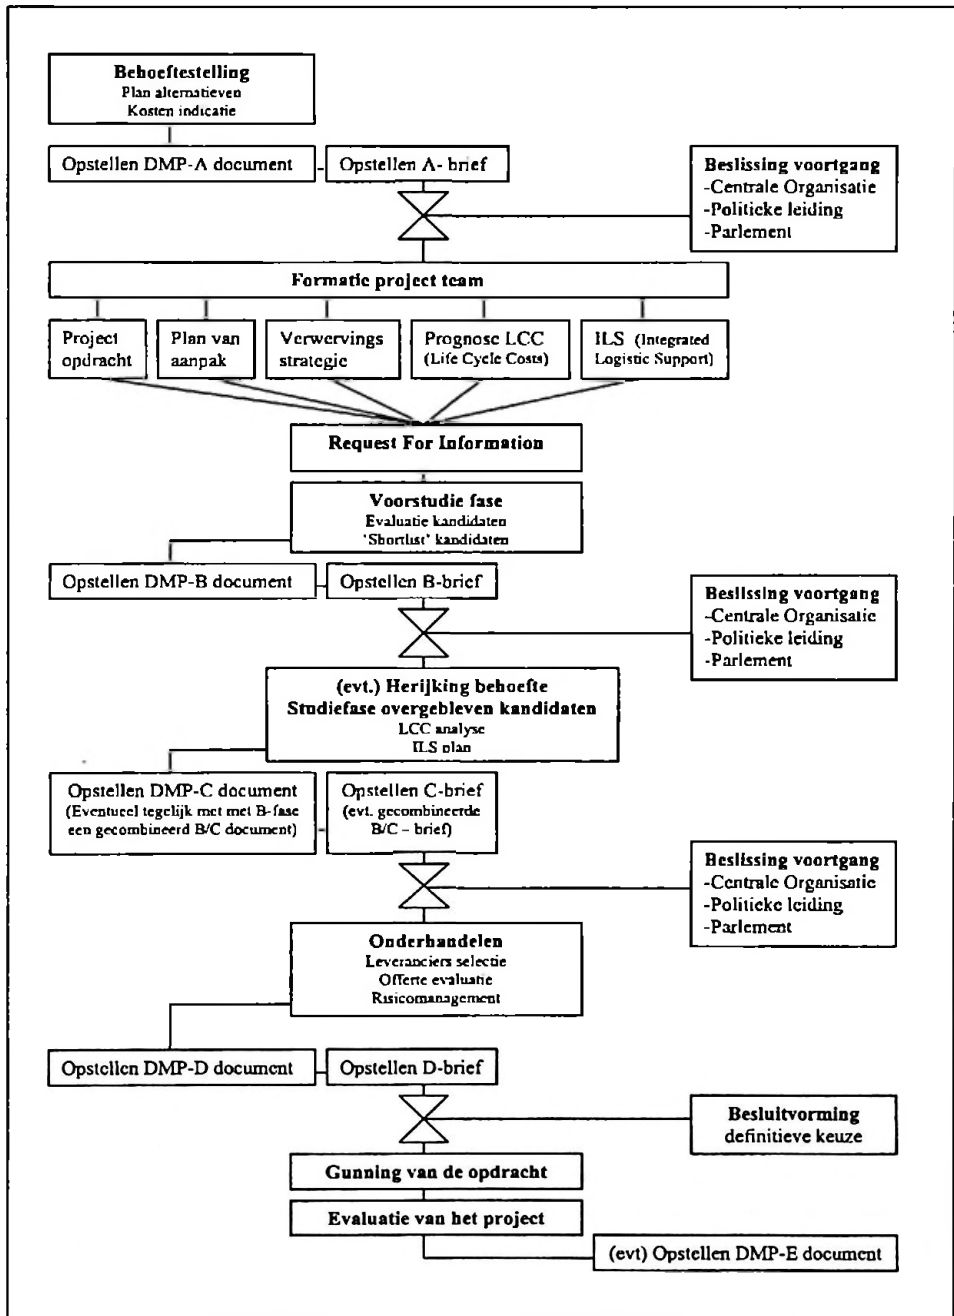 Behoeftestelling
Plan alternatieven
Kosten indicatie
Opstellen DMP-A document
Opstellen A- brief
Beslissing voortgang
-Centrale Organisatie
-Politieke leiding
-Parlement
Formatie project team
Project
opdracht
Plan van
aanpak
Verwervings
strategie
Prognose LCC
(Life Cycle Costs)
ILS (Integrated
Logistic Support)
Request For Information
Voorstudie fase
Evaluatie kandidaten
'Shortlist' kandidaten
Opstellen DMP-B document
Opstellen B-brief
Beslissing voortgang
-Centrale Organisatie
-Politieke leiding
-Parlement
(evt.) Herijking behoefte
Studiefase overgebleven kandidaten
LCC analyse
ILS plan
Opstellen DMP-C document
(Eventueel tegelijk met met B-fase
een gecombineerd B/C document)
Opstellen C-brief
(evt. gecombineerde
B/C – brief)
Beslissing voortgang
-Centrale Organisatie
-Politieke leiding
-Parlement
Onderhandelen
Leveranciers selectie
Offerte evaluatie
Risicomanagement
Opstellen DMP-D document
Opstellen D-brief
Besluitvorming
definitieve keuze
Gunning van de opdracht
Evaluatie van het project
(evt) Opstellen DMP-E document